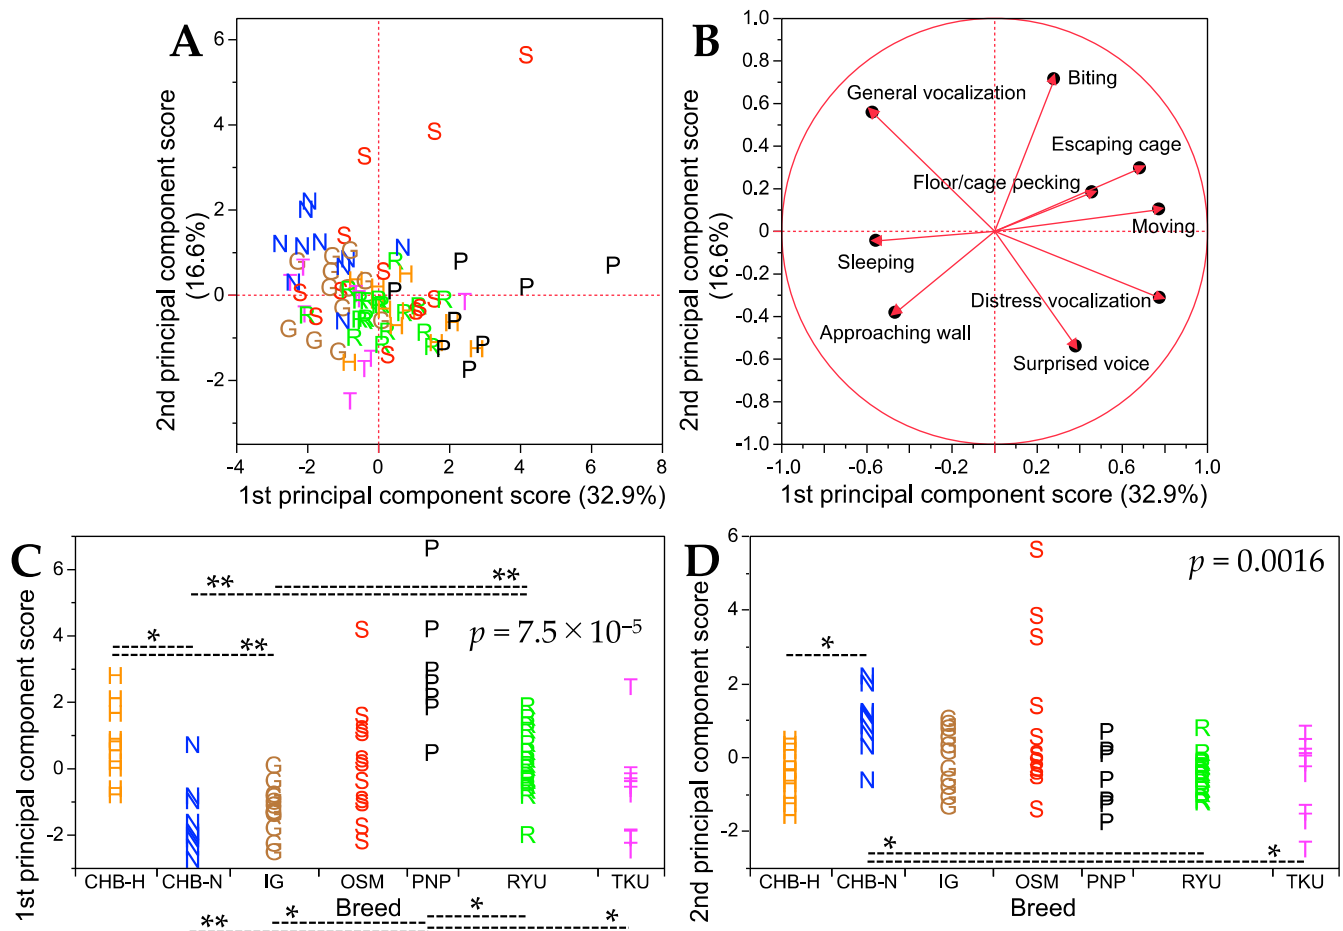 A
2nd principal component score
(16.6%)
6
4
2
0
-2
-4
-2
0
2
4
6
8
1st principal component score (32.9%)
B
2nd principal component score
(16.6%)
1.0
0.8
0.6
0.4
0.2
0
-0.2
-0.4
-0.6
-0.8
-1.0
General vocalization
Biting
Escaping cage
Floor/cage pecking
Moving
Sleeping
Distress vocalization
Approaching wall
Surprised voice
-1.0
-0.6
-0.2
0.2
0.6
1.0
1st principal component score (32.9%)
C
1st principal component score
6
4
2
0
-2
**
**
*
**
p = 7.5 × 10⁻⁵
CHB-H
CHB-N
IG
OSM
PNP
RYU
TKU
Breed
**
*
*
*
D
2nd principal component score
6
4
2
0
-2
p = 0.0016
*
*
*
CHB-H
CHB-N
IG
OSM
PNP
RYU
TKU
Breed